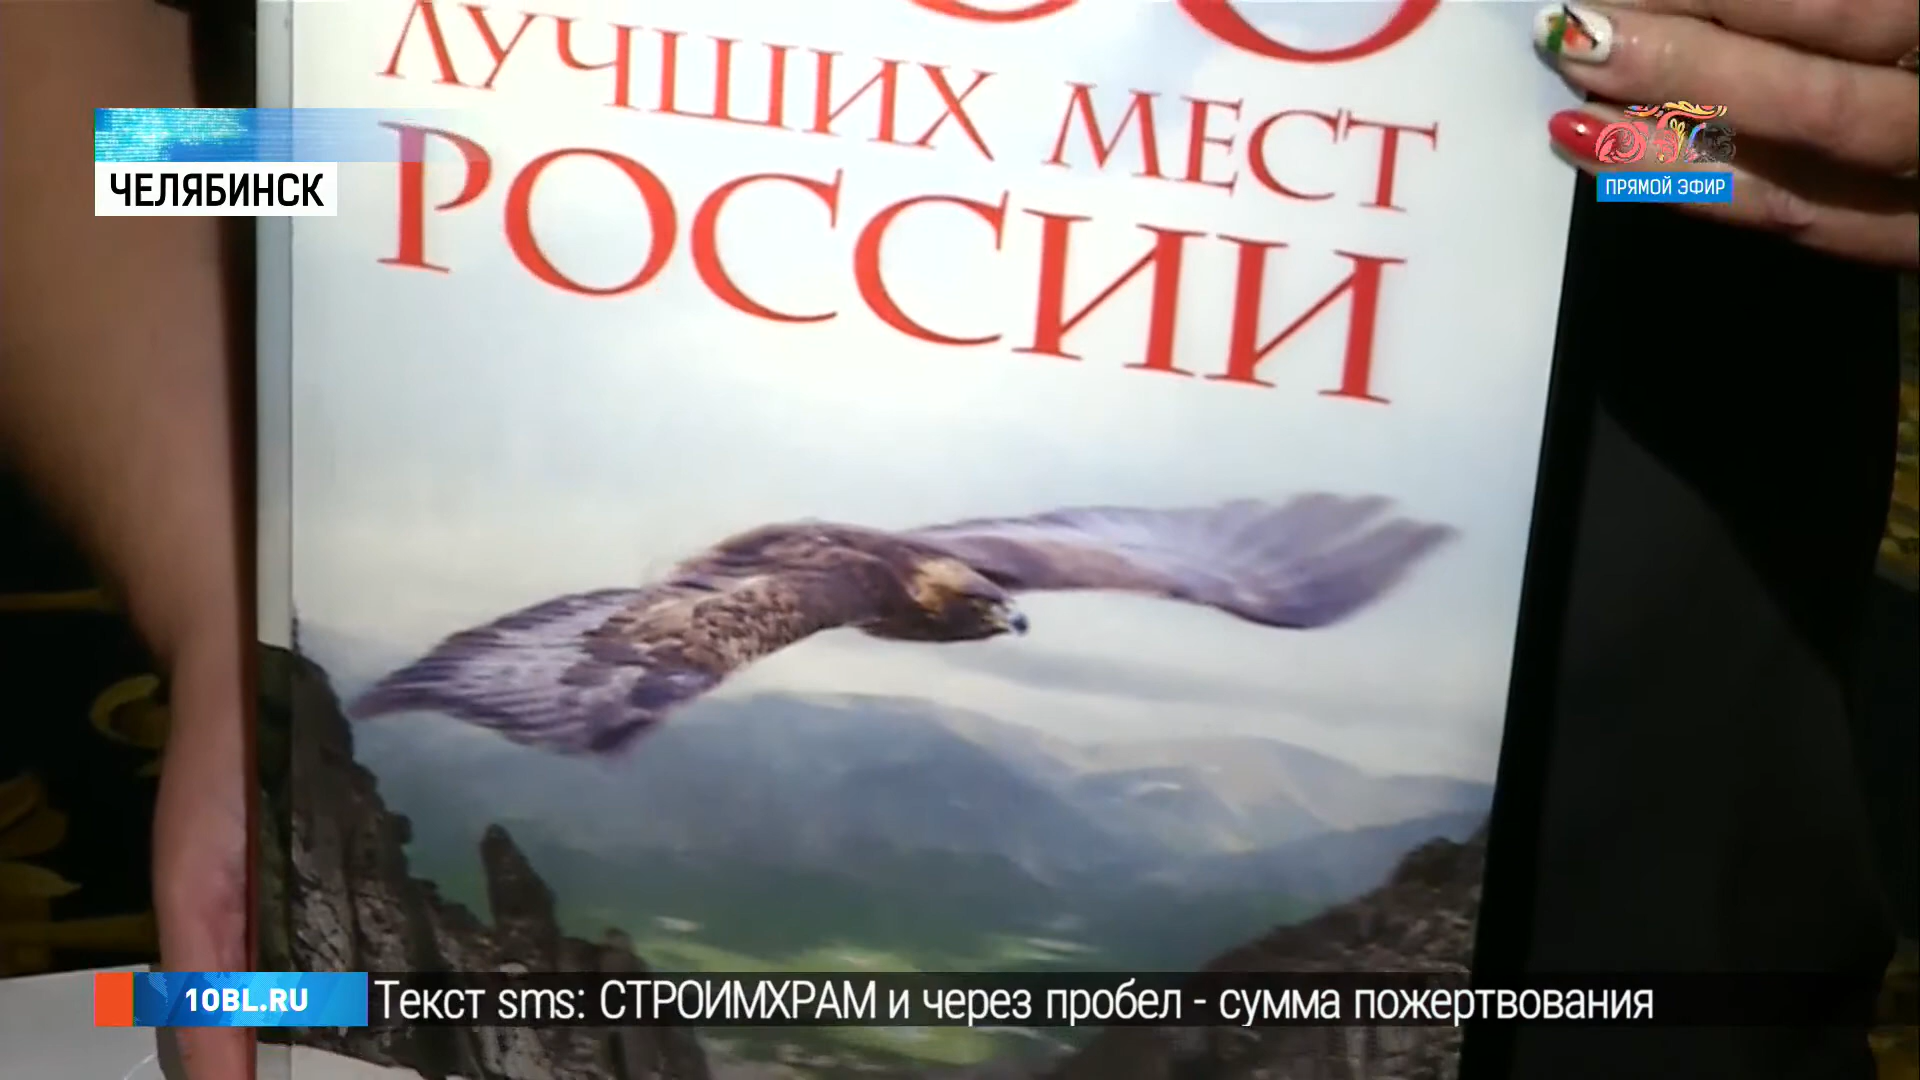 ЛУЧШИХ МЕСТ
РОССИИ
ЧЕЛЯБИНСК
ПРЯМОЙ ЭФИР
10BL.RU
Текст sms: СТРОИМХРАМ и через пробел - сумма пожертвования